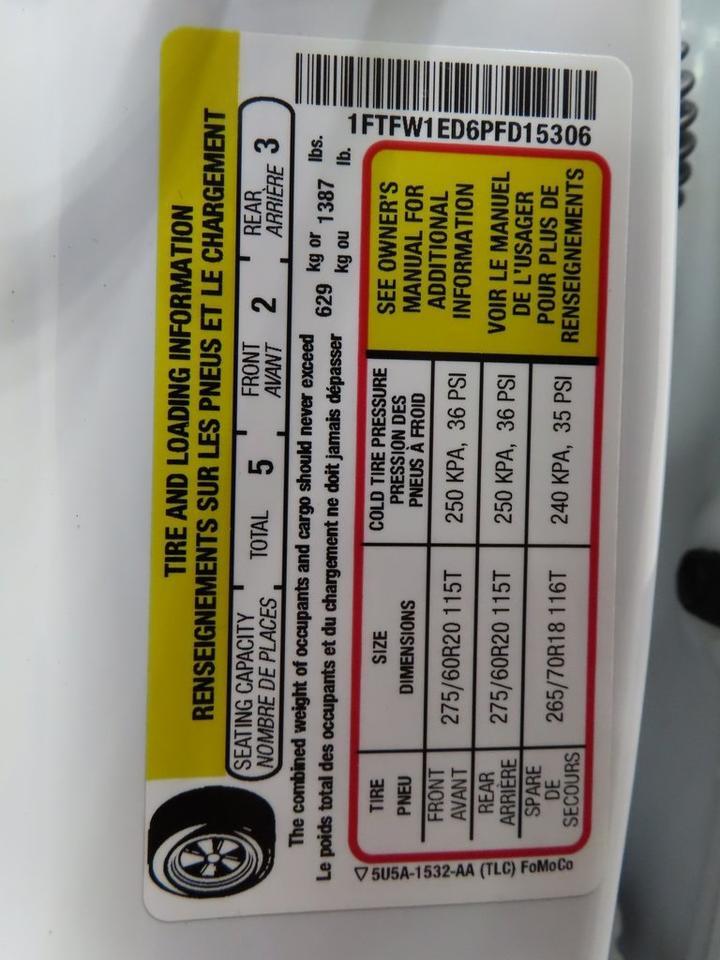 TIRE AND LOADING INFORMATION
RENSEIGNEMENTS SUR LES PNEUS ET LE CHARGEMENT
SEATING CAPACITY
NOMBRE DE PLACES
TOTAL 5
FRONT
AVANT 2
REAR
ARRIÈRE 3
The combined weight of occupants and cargo should never exceed 629 kg or 1387 lbs.
Le poids total des occupants et du chargement ne doit jamais dépasser kg ou lb.
1FTFW1ED6PFD15306
TIRE
PNEU
SIZE
DIMENSIONS
COLD TIRE PRESSURE
PRESSION DES
PNEUS À FROID
FRONT
AVANT
275/60R20 115T
250 KPA, 36 PSI
REAR
ARRIÈRE
275/60R20 115T
250 KPA, 36 PSI
SPARE
DE
SECOURS
265/70R18 116T
240 KPA, 35 PSI
SEE OWNER'S
MANUAL FOR
ADDITIONAL
INFORMATION
VOIR LE MANUEL
DE L'USAGER
POUR PLUS DE
RENSEIGNEMENTS
5U5A-1532-AA (TLC) FoMoCo